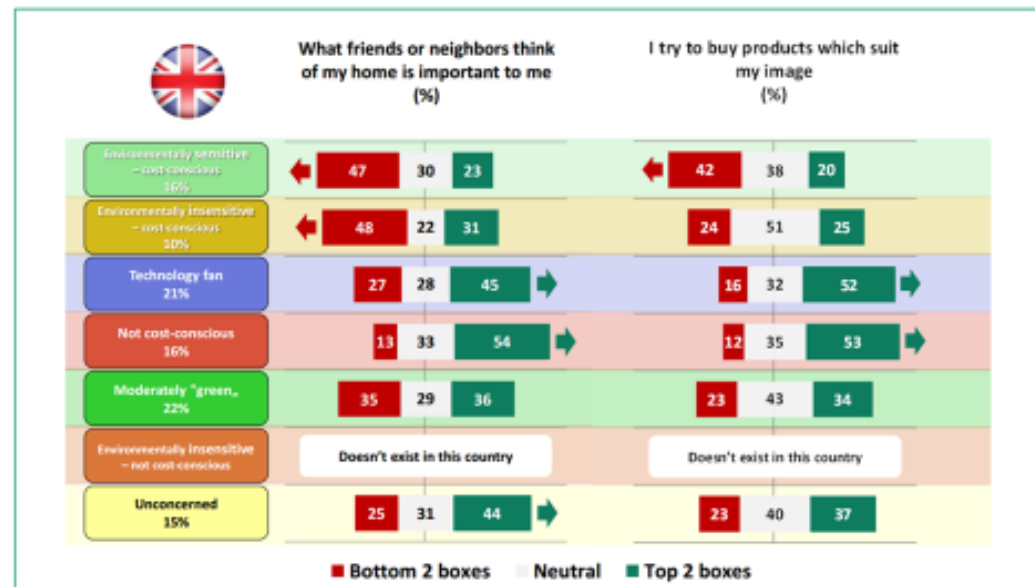 What friends or neighbors think
of my home is important to me
(%)
I try to buy products which suit
my image
(%)
Environmentally sensitive
– cost-conscious
16%
47 30 23
42 38 20
Environmentally insensitive
– cost-conscious
10%
48 22 31
24 51 25
Technology fan
21%
27 28 45
16 32 52
Not cost-conscious
16%
13 33 54
12 35 53
Moderately "green„
22%
35 29 36
23 43 34
Environmentally insensitive
– not cost-conscious
Doesn't exist in this country
Doesn't exist in this country
Unconcerned
15%
25 31 44
23 40 37
Bottom 2 boxes Neutral Top 2 boxes